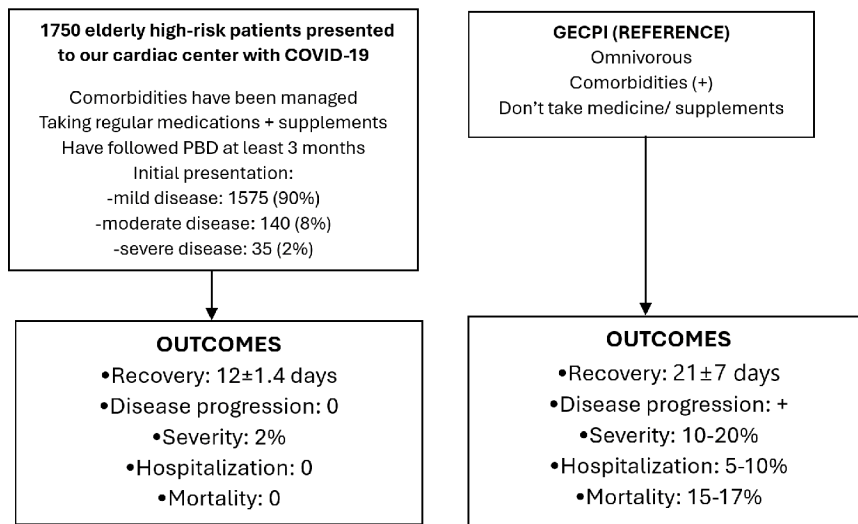 1750 elderly high-risk patients presented
to our cardiac center with COVID-19
Comorbidities have been managed
Taking regular medications + supplements
Have followed PBD at least 3 months
Initial presentation:
-mild disease: 1575 (90%)
-moderate disease: 140 (8%)
-severe disease: 35 (2%)
OUTCOMES
•Recovery: 12±1.4 days
•Disease progression: 0
•Severity: 2%
•Hospitalization: 0
•Mortality: 0
GECPI (REFERENCE)
Omnivorous
Comorbidities (+)
Don’t take medicine/ supplements
OUTCOMES
•Recovery: 21±7 days
•Disease progression: +
•Severity: 10-20%
•Hospitalization: 5-10%
•Mortality: 15-17%